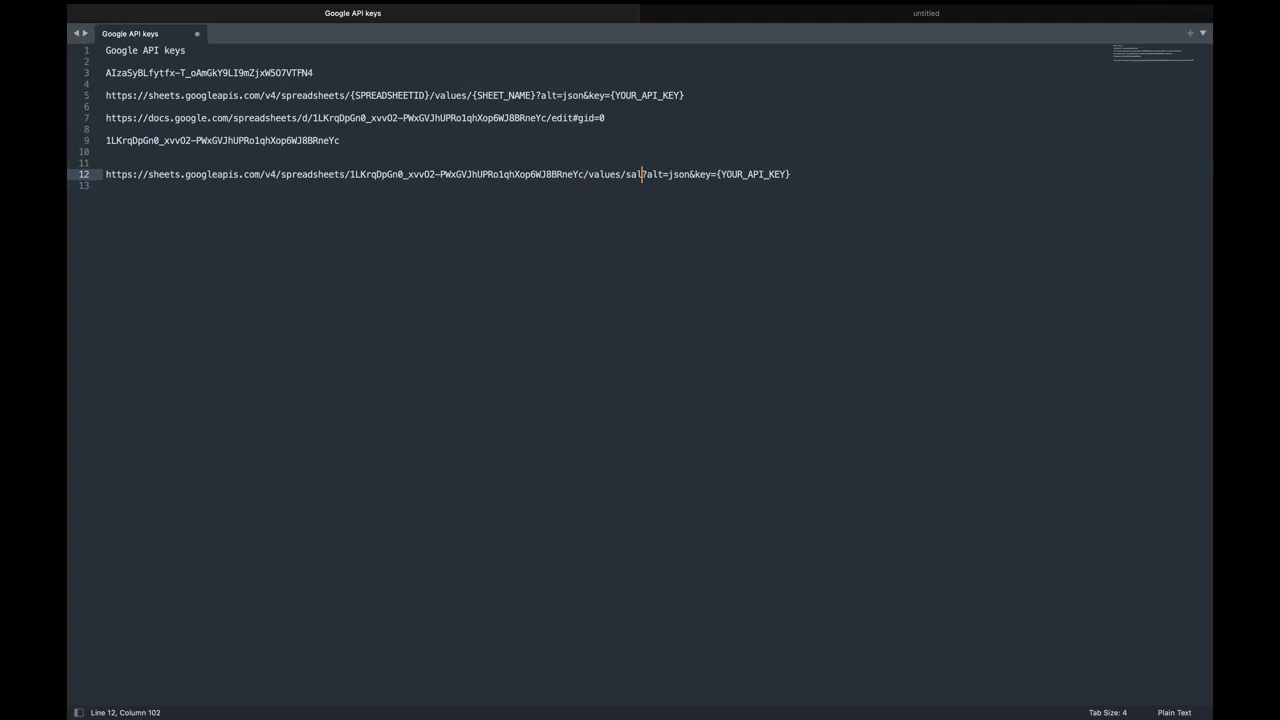 Google API keys
untitled
Google API keys
1 Google API keys
2
3 AIzaSyBLfytfx-T_oAmGkY9LI9mZjxW5O7VTFN4
4
5 https://sheets.googleapis.com/v4/spreadsheets/{SPREADSHEETID}/values/{SHEET_NAME}?alt=json&key={YOUR_API_KEY}
6
7 https://docs.google.com/spreadsheets/d/1LKrqDpGn0_xvvO2-PWxGVJhUPRo1qhXop6WJ8BRneYc/edit#gid=0
8
9 1LKrqDpGn0_xvvO2-PWxGVJhUPRo1qhXop6WJ8BRneYc
10
11
12 https://sheets.googleapis.com/v4/spreadsheets/1LKrqDpGn0_xvvO2-PWxGVJhUPRo1qhXop6WJ8BRneYc/values/sal?alt=json&key={YOUR_API_KEY}
13
Line 12, Column 102
Tab Size: 4
Plain Text